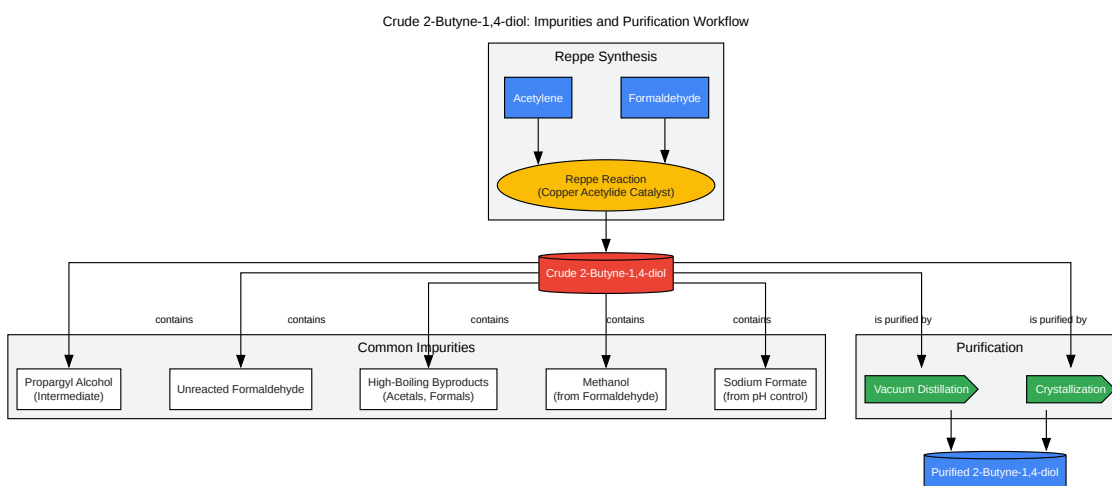 Crude 2-Butyne-1,4-diol: Impurities and Purification Workflow
Reppe Synthesis
Acetylene
Formaldehyde
Reppe Reaction
(Copper Acetylide Catalyst)
Crude 2-Butyne-1,4-diol
contains
contains
contains
contains
contains
is purified by
is purified by
Common Impurities
Purification
Propargyl Alcohol
(Intermediate)
Unreacted Formaldehyde
High-Boiling Byproducts
(Acetals, Formals)
Methanol
(from Formaldehyde)
Sodium Formate
(from pH control)
Vacuum Distillation
Crystallization
Purified 2-Butyne-1,4-diol